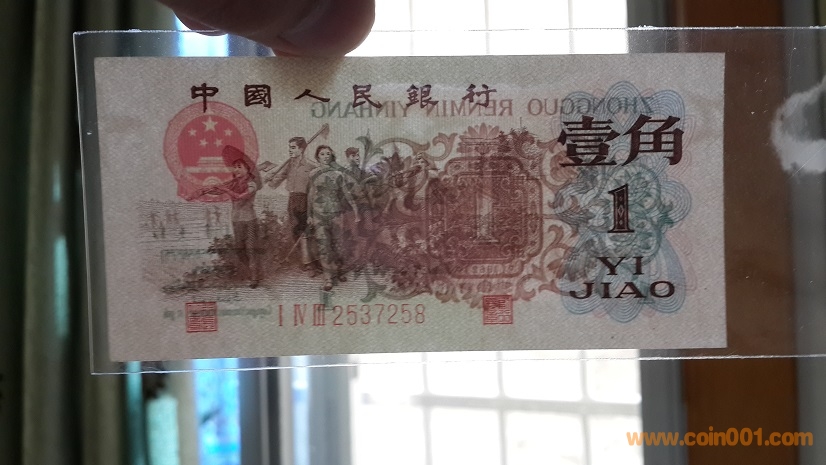 中國人民銀行
ZHONGGUO RENMIN YINHANG
壹角
1
1
YI
JIAO
I IV III 2537258
www.coin001.com